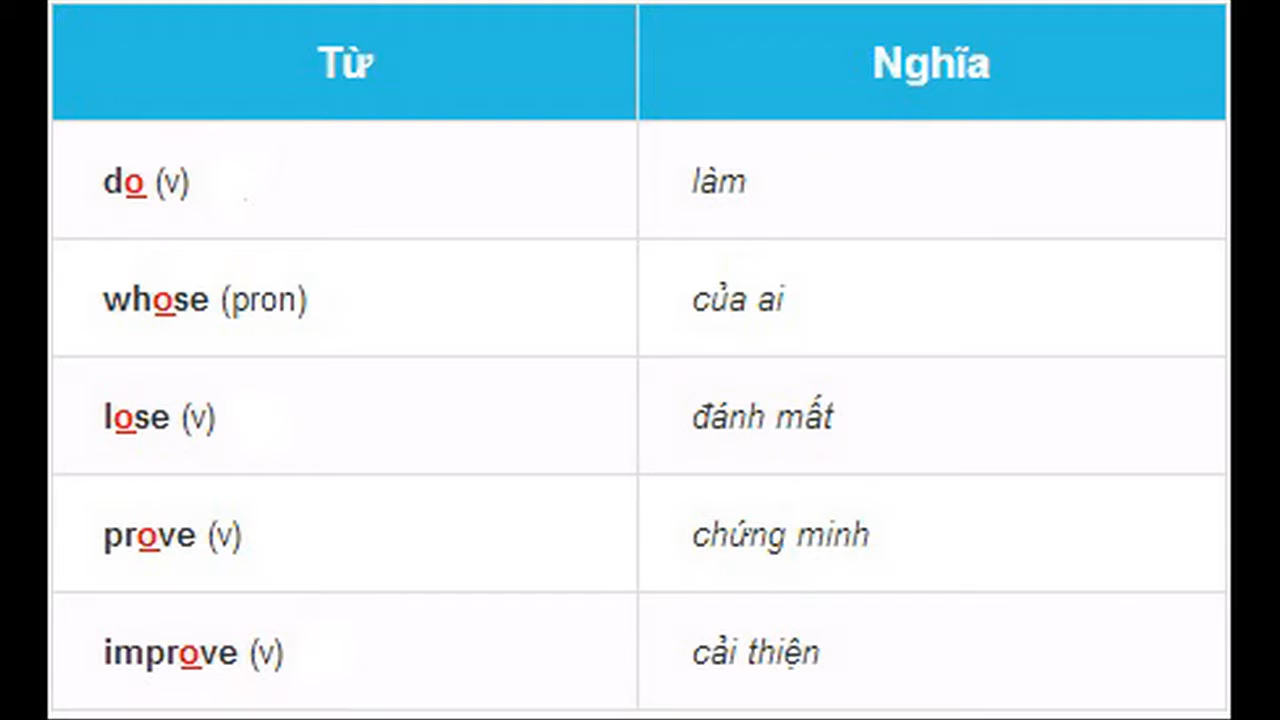 Từ Nghĩa
do (v) làm
whose (pron) của ai
lose (v) đánh mất
prove (v) chứng minh
improve (v) cải thiện